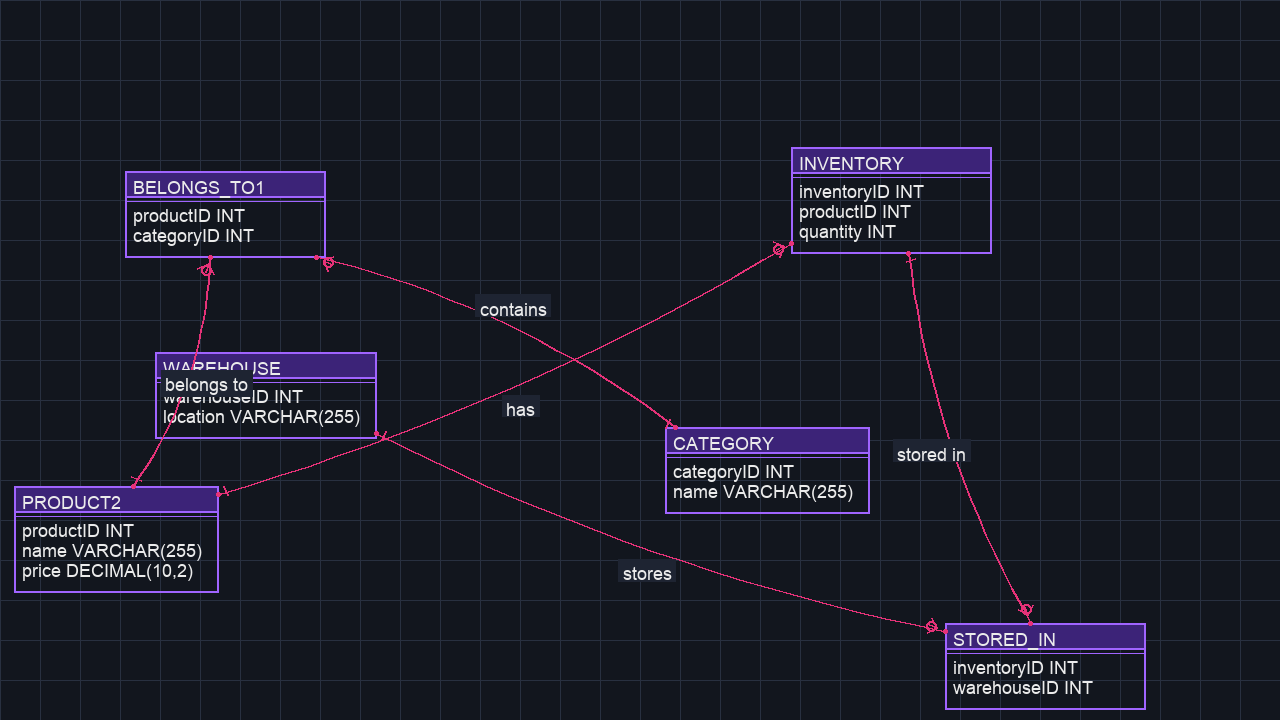 INVENTORY
inventoryID INT
productID INT
quantity INT
BELONGS_TO1
productID INT
categoryID INT
contains
WAREHOUSE
belongs to
warehouseID INT
location VARCHAR(255)
has
CATEGORY
categoryID INT
name VARCHAR(255)
stored in
PRODUCT2
productID INT
name VARCHAR(255)
price DECIMAL(10,2)
stores
STORED_IN
inventoryID INT
warehouseID INT